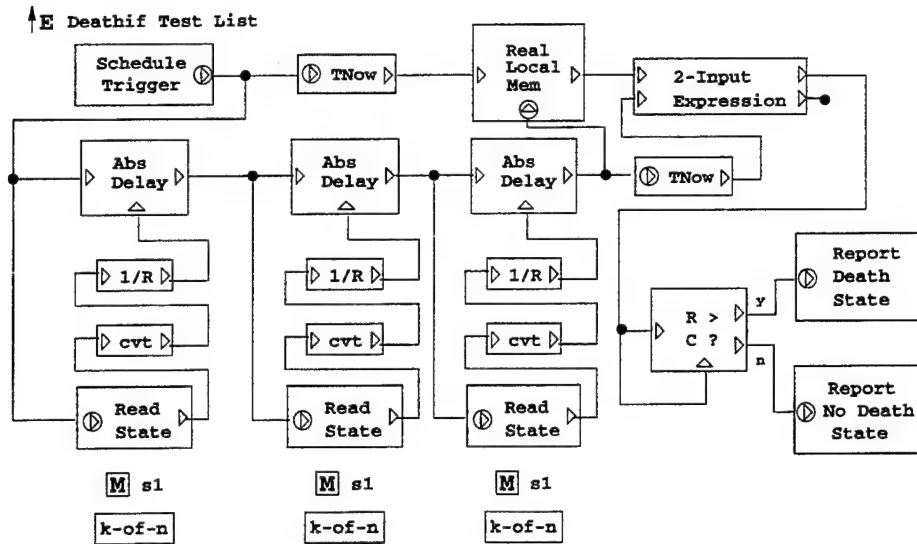 E Deathif Test List
Schedule
Trigger
TNow
Real
Local
Mem
2-Input
Expression
Abs
Delay
Abs
Delay
Abs
Delay
TNow
1/R
1/R
1/R
Report
Death
State
cvt
cvt
cvt
R >
C ?
y
n
Read
State
Read
State
Read
State
Report
No Death
State
M s1
M s1
M s1
k-of-n
k-of-n
k-of-n